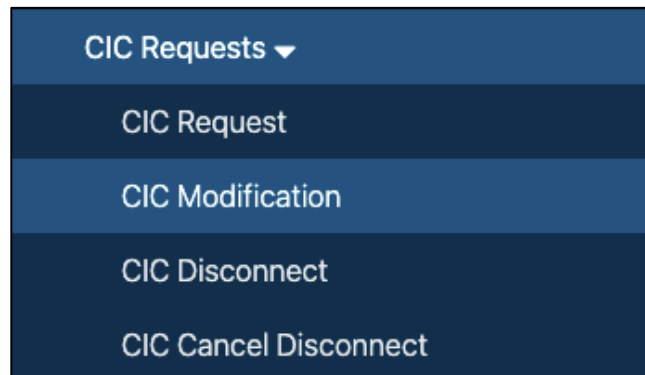 CIC Requests
CIC Request
CIC Modification
CIC Disconnect
CIC Cancel Disconnect